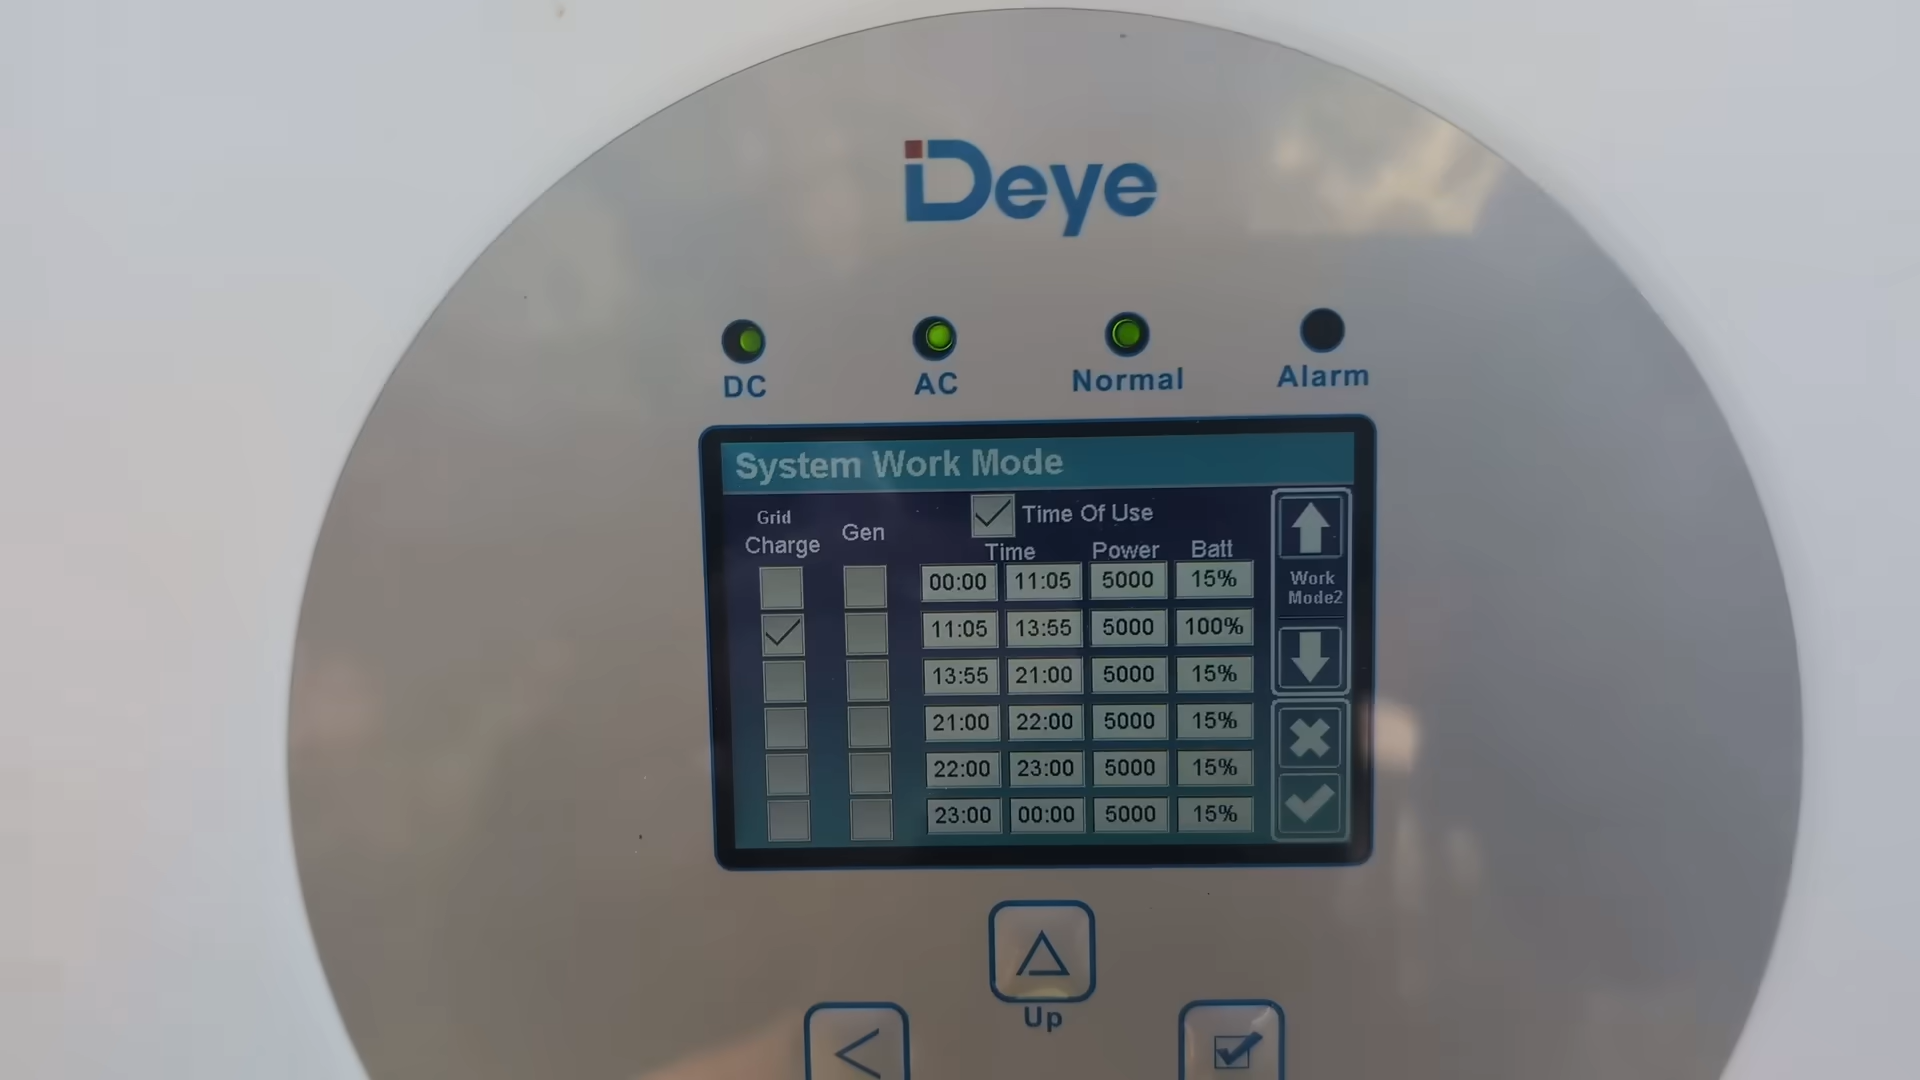 Deye
DC AC Normal Alarm
System Work Mode
Grid Charge Gen Time Of Use
Time Power Batt
00:00 11:05 5000 15%
11:05 13:55 5000 100%
13:55 21:00 5000 15%
21:00 22:00 5000 15%
22:00 23:00 5000 15%
23:00 00:00 5000 15%
Work
Mode2
Up